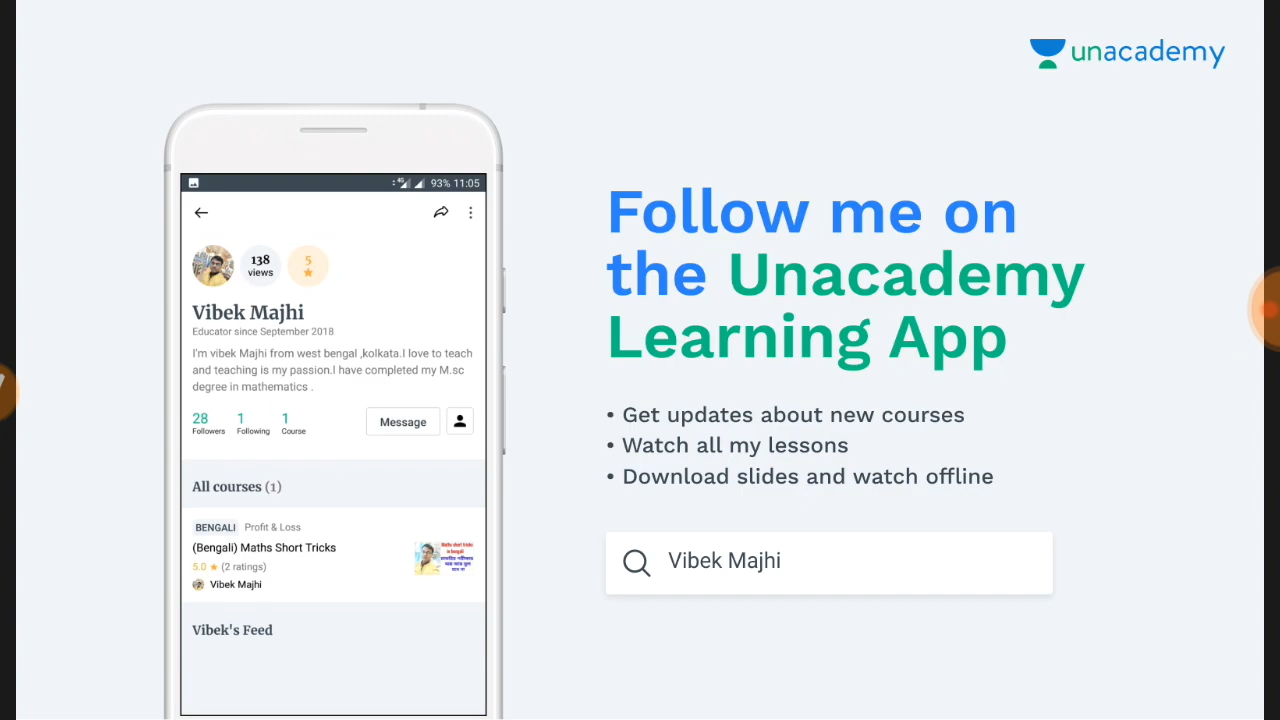 unacademy
93% 11:05
138
views
5
Vibek Majhi
Educator since September 2018
I'm vibek Majhi from west bengal ,kolkata.I love to teach
and teaching is my passion.I have completed my M.sc
degree in mathematics .
28 1 1
Followers Following Course
Message
All courses (1)
BENGALI Profit & Loss
(Bengali) Maths Short Tricks
5.0 ★ (2 ratings)
Vibek Majhi
Vibek's Feed
Follow me on
the Unacademy
Learning App
• Get updates about new courses
• Watch all my lessons
• Download slides and watch offline
Vibek Majhi